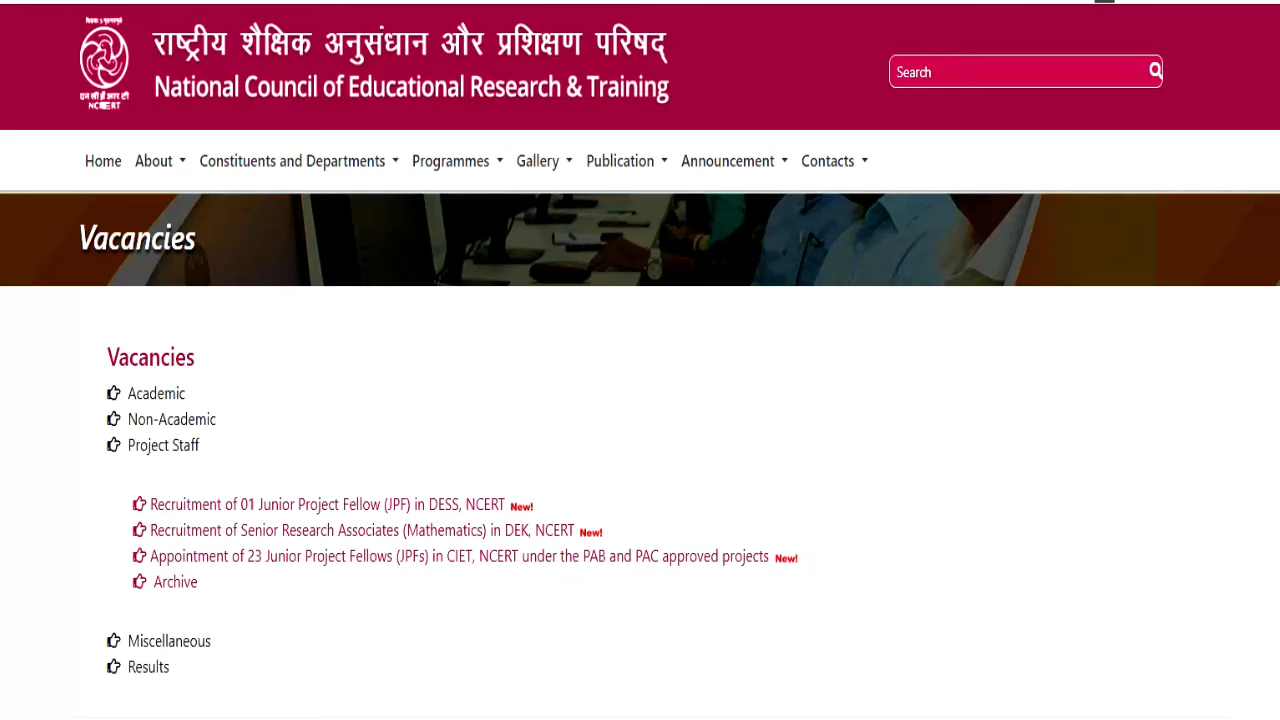 राष्ट्रीय शैक्षिक अनुसंधान और प्रशिक्षण परिषद्
National Council of Educational Research & Training
एन सी ई आर टी
NCERT
Search
Home About Constituents and Departments Programmes Gallery Publication Announcement Contacts
Vacancies
Vacancies
Academic
Non-Academic
Project Staff
Recruitment of 01 Junior Project Fellow (JPF) in DESS, NCERT New!
Recruitment of Senior Research Associates (Mathematics) in DEK, NCERT New!
Appointment of 23 Junior Project Fellows (JPFs) in CIET, NCERT under the PAB and PAC approved projects New!
Archive
Miscellaneous
Results